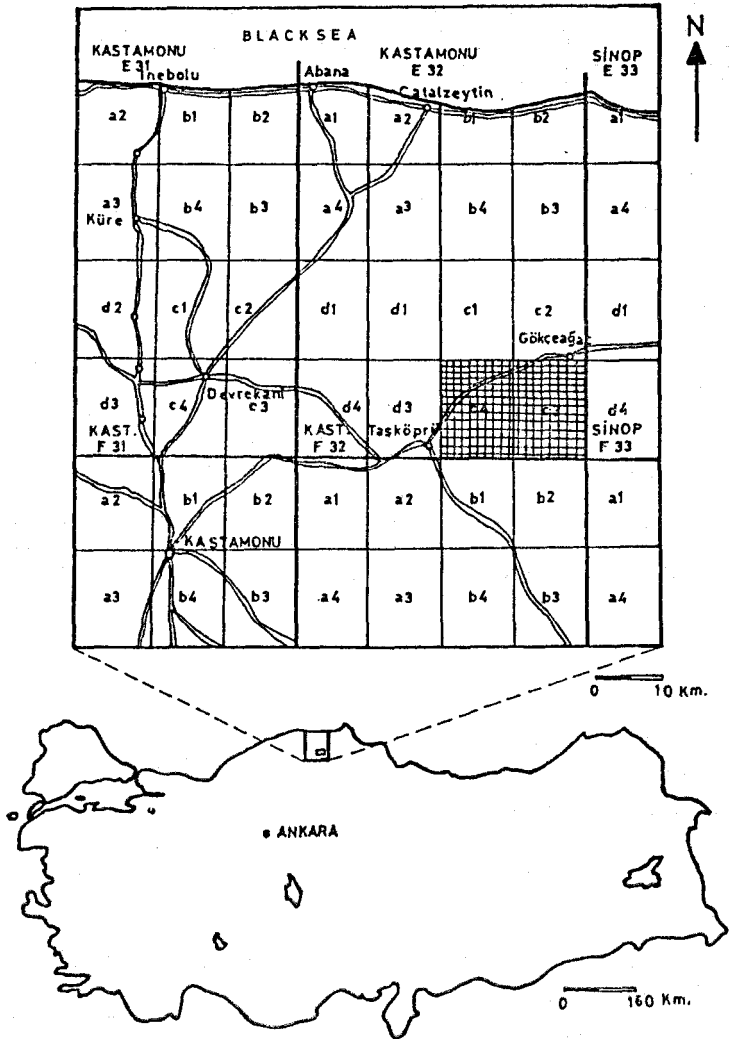 N
BLACK SEA
KASTAMONU
E 31
KASTAMONU
E 32
SİNOP
E 33
İnebolu
Abana
Çatalzeytin
a2 b1 b2 a1 a2 b1 b2 a1
a3 b4 b3 a4 a3 b4 b3 a4
Küre
d2 c1 c2 d1 d1 c1 c2 d1
Gökçeağaç
Devrekani
d3 c4 c3 d4 d3 c4 c3 d4
Taşköprü
KAST.
F 31
KAST.
F 32
SİNOP
F 33
a2 b1 b2 a1 a2 b1 b2 a1
KASTAMONU
a3 b4 b3 a4 a3 b4 b3 a4
0 10 Km.
ANKARA
0 160 Km.